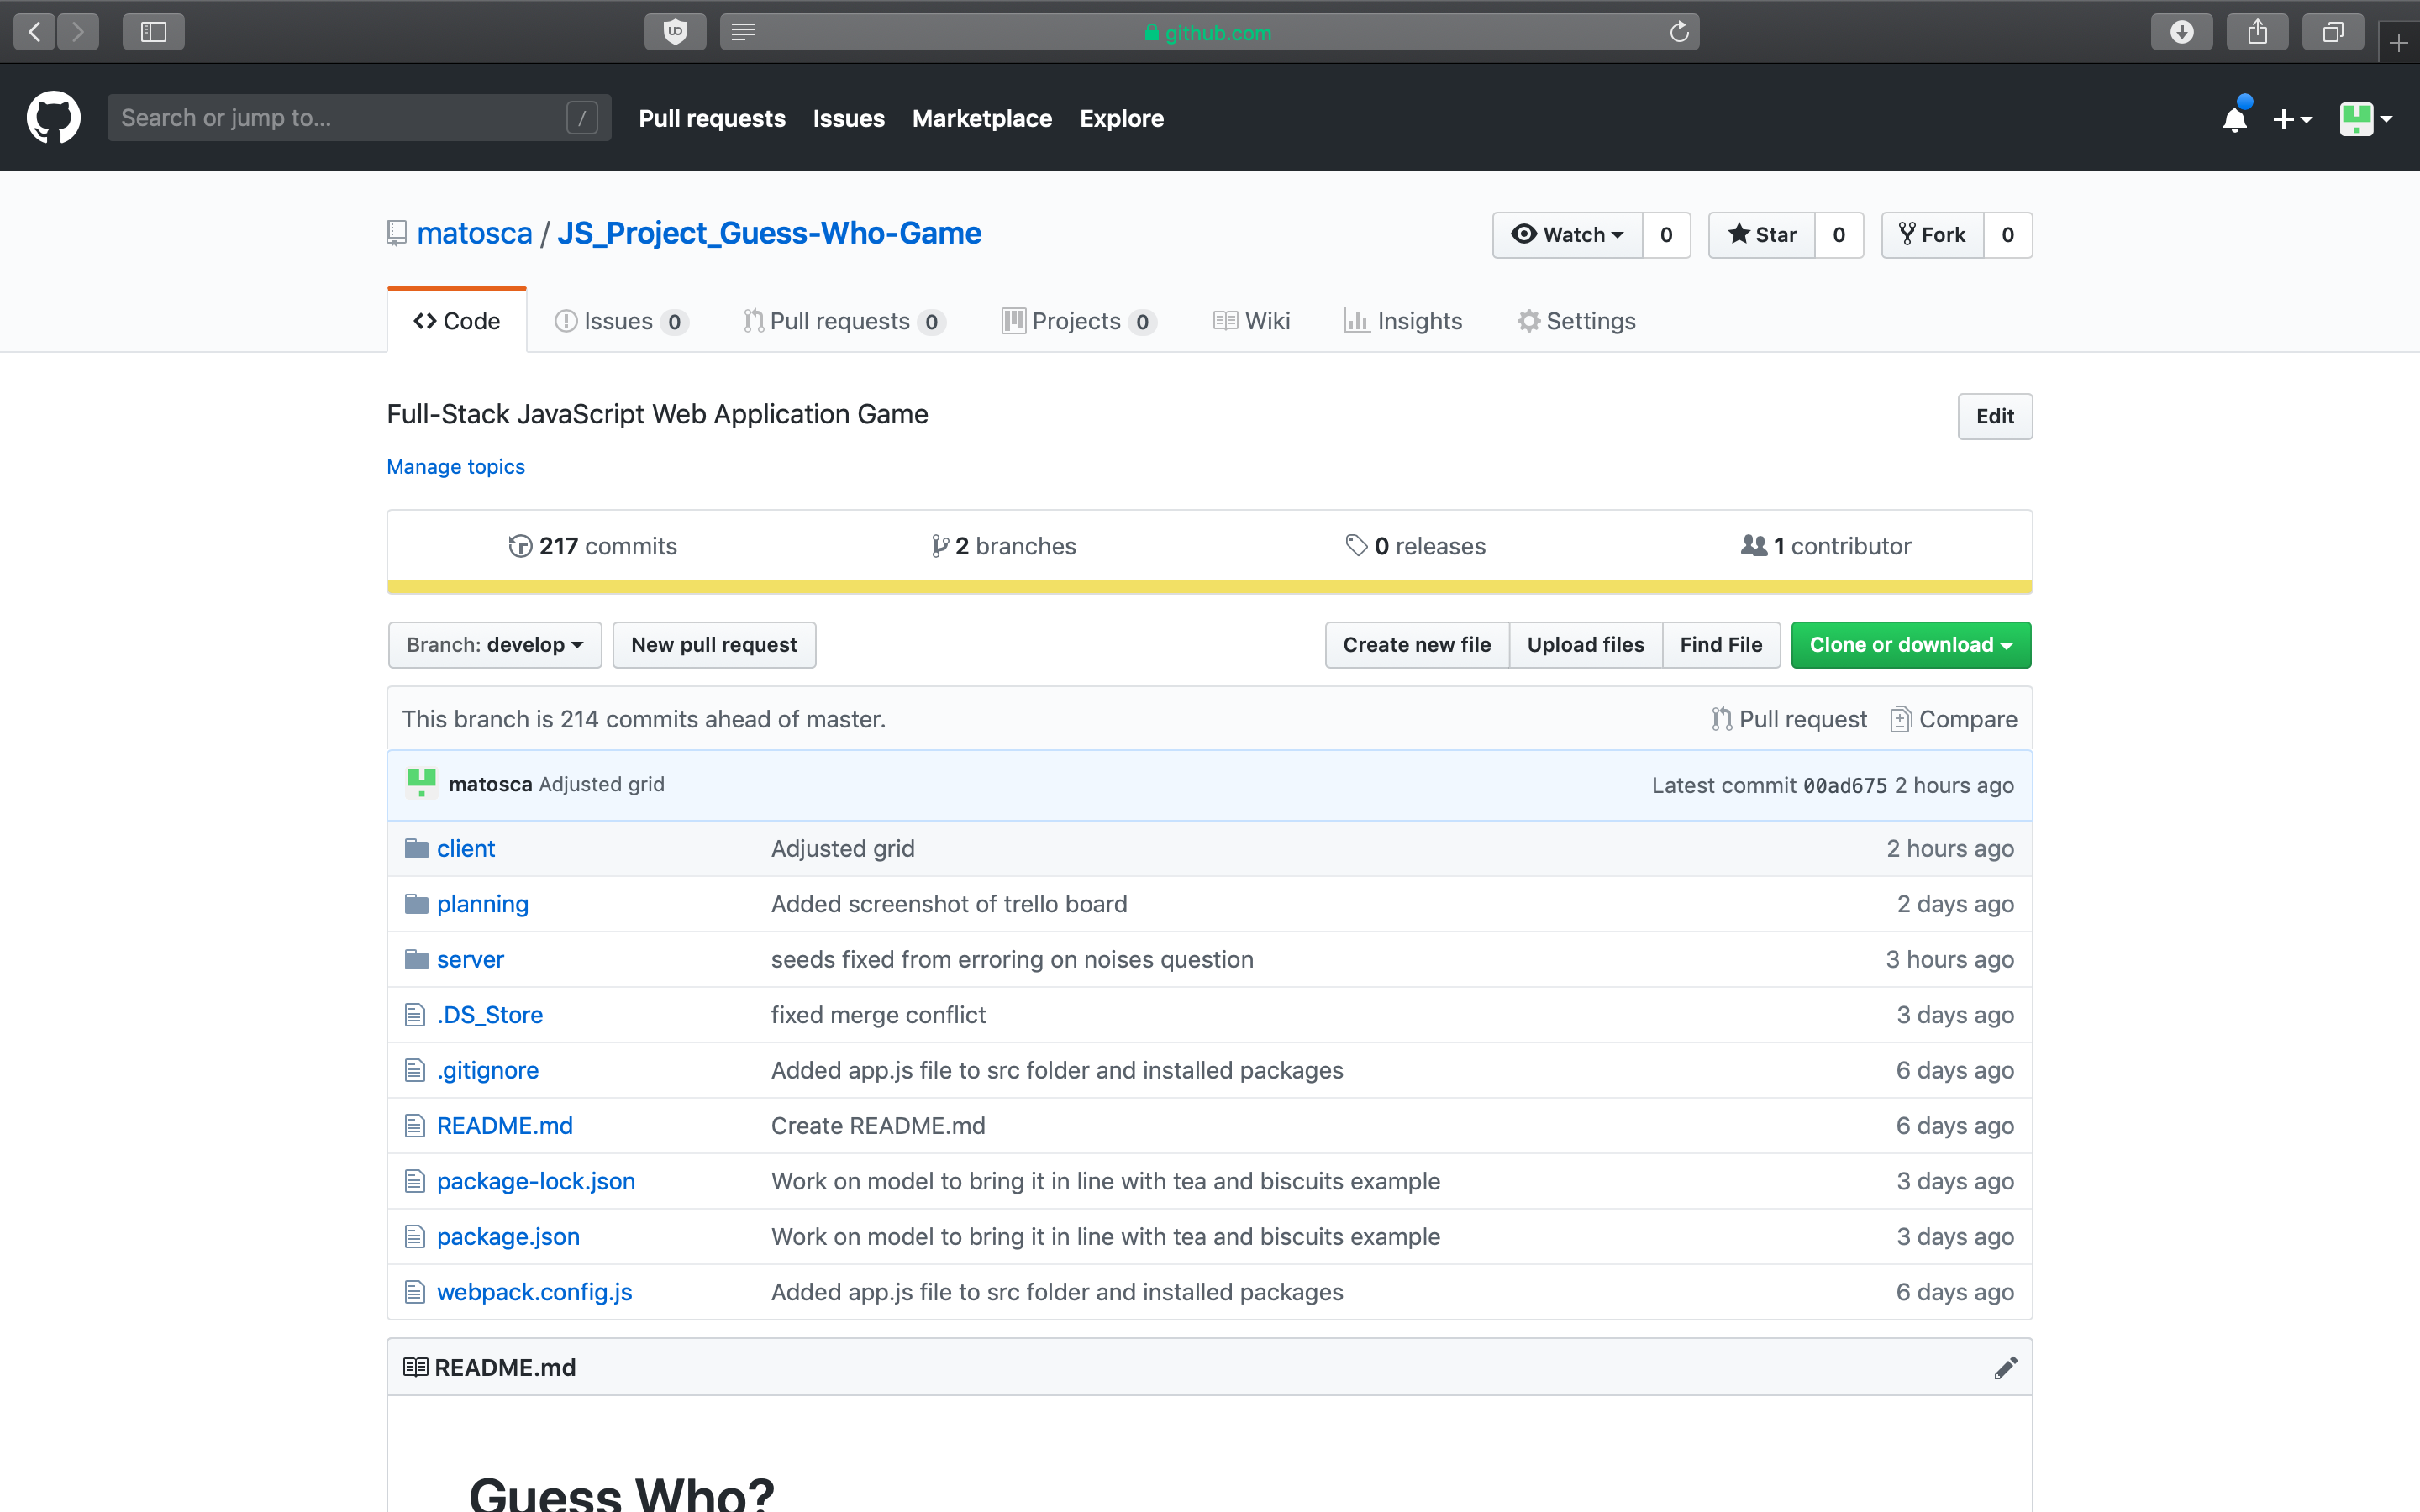 github.com
Search or jump to... /
Pull requests Issues Marketplace Explore
matosca / JS_Project_Guess-Who-Game
Watch 0 Star 0 Fork 0
Code Issues 0 Pull requests 0 Projects 0 Wiki Insights Settings
Full-Stack JavaScript Web Application Game Edit
Manage topics
217 commits 2 branches 0 releases 1 contributor
Branch: develop New pull request Create new file Upload files Find File Clone or download
This branch is 214 commits ahead of master. Pull request Compare
matosca Adjusted grid Latest commit 00ad675 2 hours ago
client Adjusted grid 2 hours ago
planning Added screenshot of trello board 2 days ago
server seeds fixed from erroring on noises question 3 hours ago
.DS_Store fixed merge conflict 3 days ago
.gitignore Added app.js file to src folder and installed packages 6 days ago
README.md Create README.md 6 days ago
package-lock.json Work on model to bring it in line with tea and biscuits example 3 days ago
package.json Work on model to bring it in line with tea and biscuits example 3 days ago
webpack.config.js Added app.js file to src folder and installed packages 6 days ago
README.md
Guess Who?